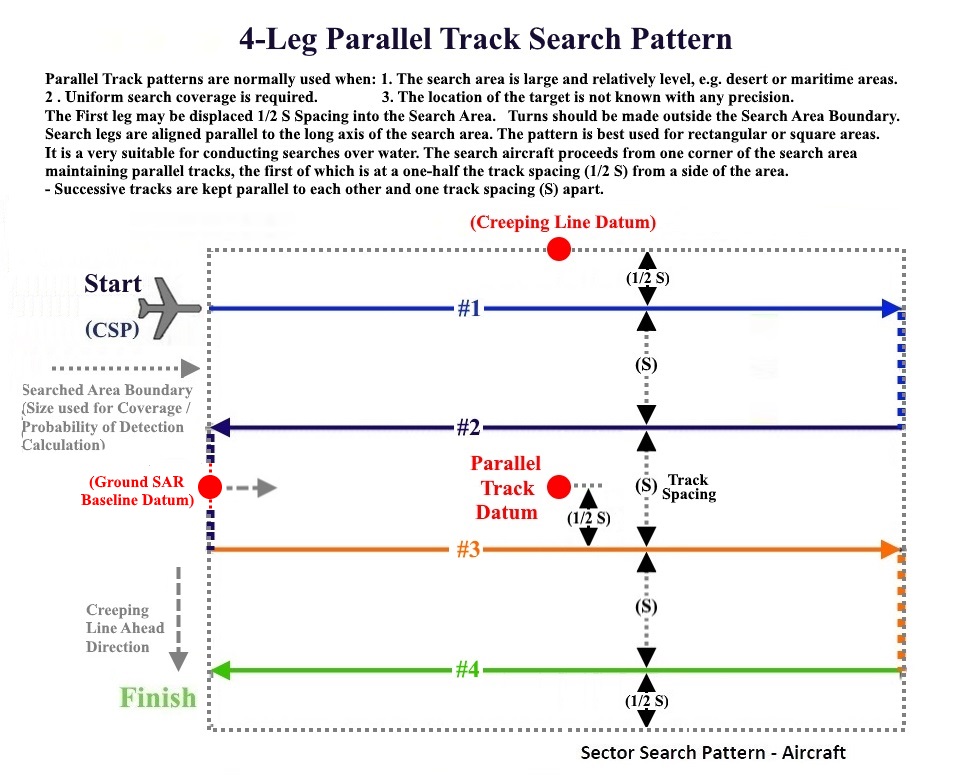 4-Leg Parallel Track Search Pattern
Parallel Track patterns are normally used when: 1. The search area is large and relatively level, e.g. desert or maritime areas.
2 . Uniform search coverage is required. 3. The location of the target is not known with any precision.
The First leg may be displaced 1/2 S Spacing into the Search Area. Turns should be made outside the Search Area Boundary.
Search legs are aligned parallel to the long axis of the search area. The pattern is best used for rectangular or square areas.
It is a very suitable for conducting searches over water. The search aircraft proceeds from one corner of the search area
maintaining parallel tracks, the first of which is at a one-half the track spacing (1/2 S) from a side of the area.
- Successive tracks are kept parallel to each other and one track spacing (S) apart.
(Creeping Line Datum)
(1/2 S)
Start
(CSP)
#1
(S)
Searched Area Boundary
(Size used for Coverage /
Probability of Detection
Calculation)
#2
(Ground SAR
Baseline Datum)
Parallel
Track
Datum
(1/2 S)
(S)
Track
Spacing
#3
Creeping
Line Ahead
Direction
(S)
#4
Finish
(1/2 S)
Sector Search Pattern - Aircraft